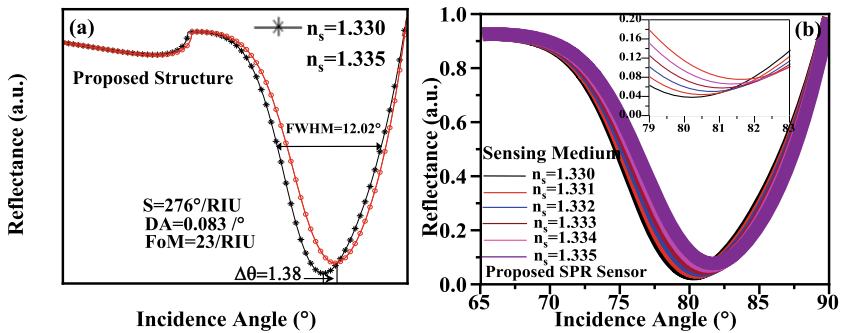 (a)
n_s=1.330
n_s=1.335
Proposed Structure
FWHM=12.02°
S=276°/RIU
DA=0.083 /°
FoM=23/RIU
Δθ=1.38
Reflectance (a.u.)
Incidence Angle (°)
(b)
0.20
0.16
0.12
0.08
0.04
0.00
79 80 81 82 83
1.0
0.8
0.6
0.4
0.2
0.0
Sensing Medium
n_s=1.330
n_s=1.331
n_s=1.332
n_s=1.333
n_s=1.334
n_s=1.335
Proposed SPR Sensor
65 70 75 80 85 90
Reflectance (a.u.)
Incidence Angle (°)